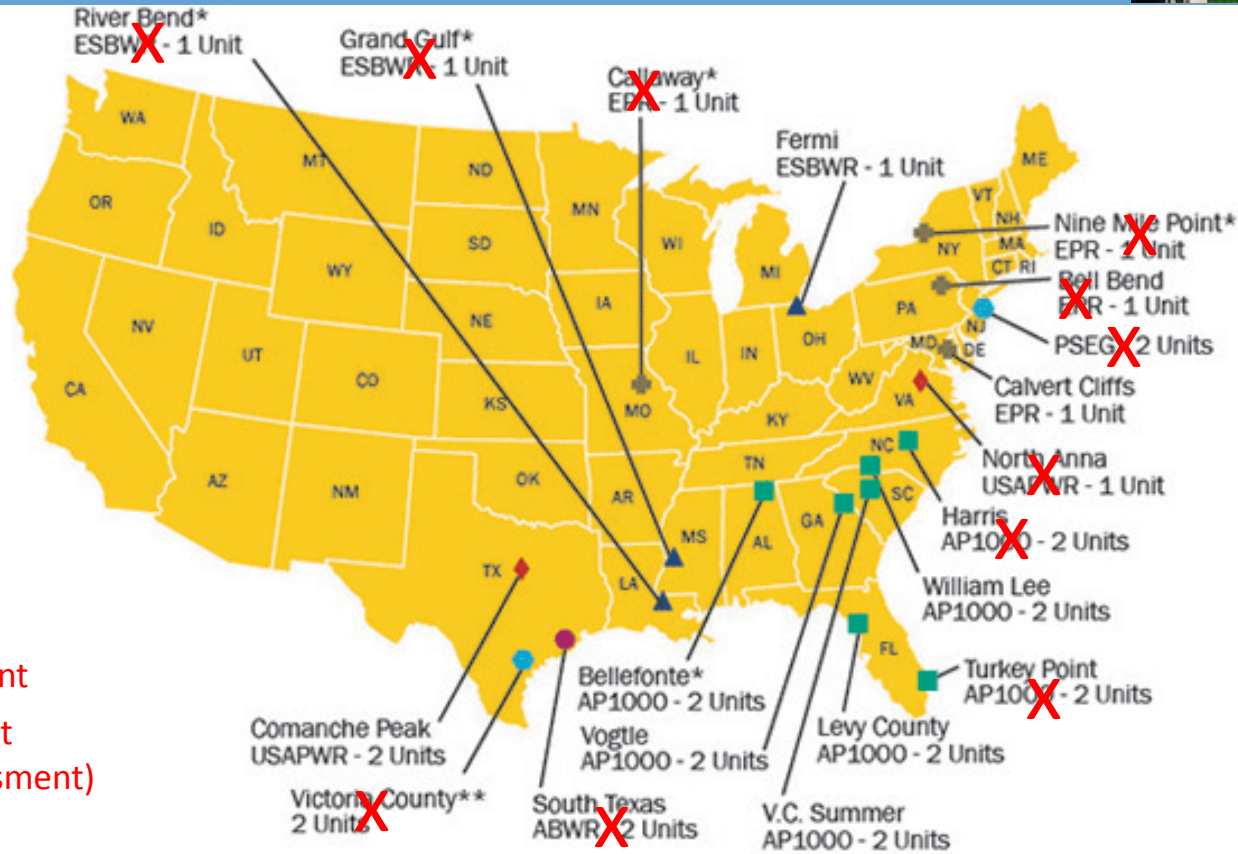 River Bend*
ESBWR - 1 Unit
Grand Gulf*
ESBWR - 1 Unit
Callaway*
EPR - 1 Unit
Fermi
ESBWR - 1 Unit
Nine Mile Point*
EPR - 1 Unit
Bell Bend
EPR - 1 Unit
PSEG - 2 Units
Calvert Cliffs
EPR - 1 Unit
North Anna
USAPWR - 1 Unit
Harris
AP1000 - 2 Units
William Lee
AP1000 - 2 Units
Turkey Point
AP1000 - 2 Units
Levy County
AP1000 - 2 Units
V.C. Summer
AP1000 - 2 Units
Bellefonte*
AP1000 - 2 Units
Vogtle
AP1000 - 2 Units
South Texas
ABWR - 2 Units
Comanche Peak
USAPWR - 2 Units
Victoria County**
2 Units
WA
MT
ND
MN
OR
ID
SD
WI
MI
WY
NV
UT
CO
NE
IA
CA
KS
MO
IL
IN
OH
PA
NY
VT
NH
ME
MA
CT
RI
NJ
MD
DE
WV
VA
KY
NC
TN
SC
AZ
NM
OK
AR
TX
LA
MS
AL
GA
FL
nt
t
sment)
X
X
X
X
X
X
X
X
X
X
X